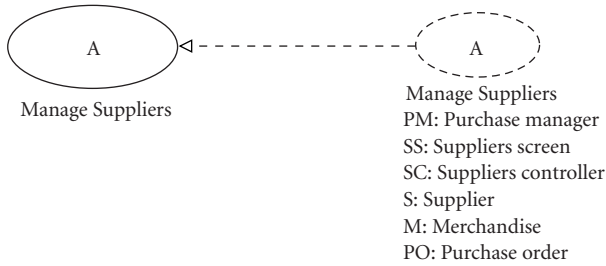 A
Manage Suppliers
A
Manage Suppliers
PM: Purchase manager
SS: Suppliers screen
SC: Suppliers controller
S: Supplier
M: Merchandise
PO: Purchase order